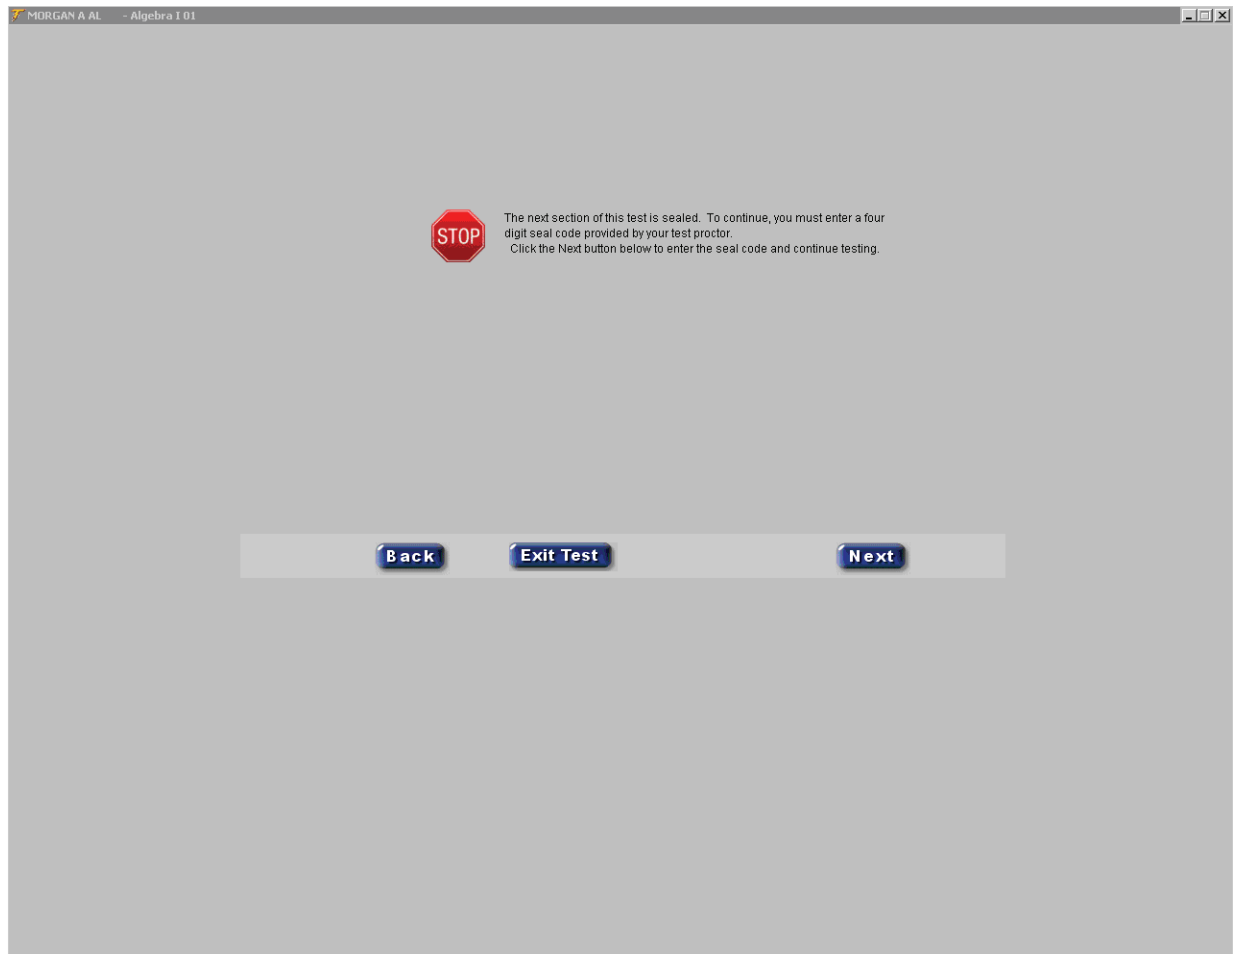 MORGAN A AL - Algebra I 01
STOP
The next section of this test is sealed. To continue, you must enter a four
digit seal code provided by your test proctor.
Click the Next button below to enter the seal code and continue testing.
Back
Exit Test
Next